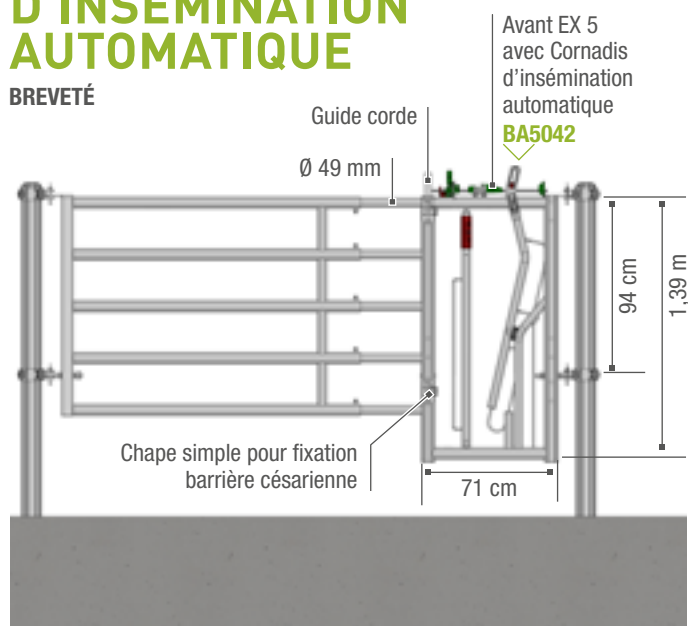 D'INSÉMINATION
AUTOMATIQUE
BREVETÉ
Avant EX 5
avec Cornadis
d'insémination
automatique
BA5042
Guide corde
Ø 49 mm
94 cm
1,39 m
Chape simple pour fixation
barrière césarienne
71 cm